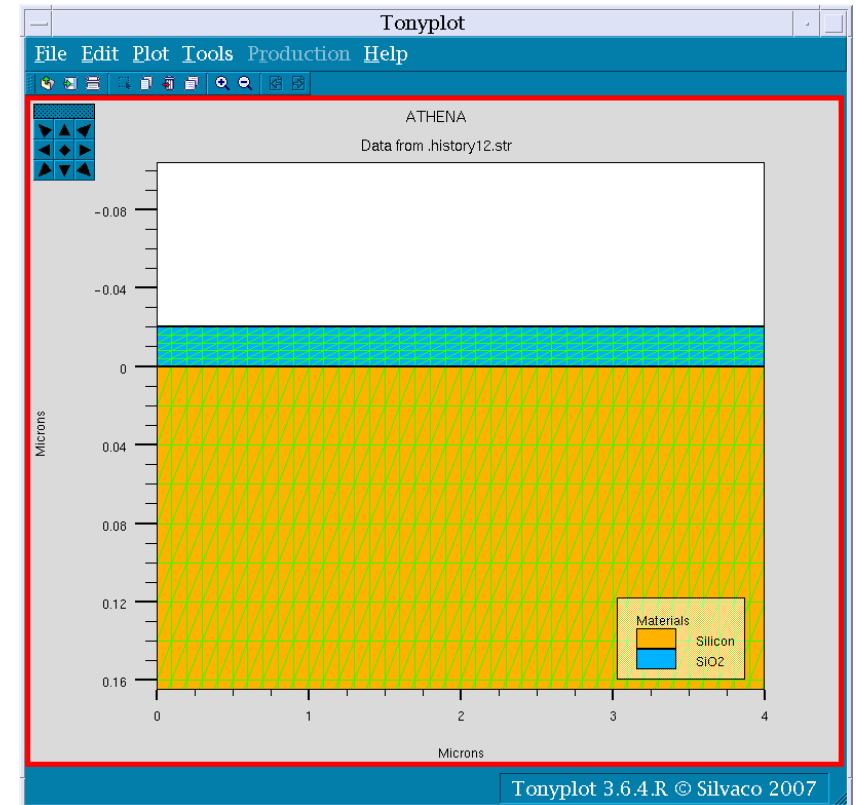 Tonyplot
File Edit Plot Tools Production Help
ATHENA
Data from .history12.str
-0.08
-0.04
0
0.04
0.08
0.12
0.16
Microns
Materials
Silicon
SiO2
0 1 2 3 4
Microns
Tonyplot 3.6.4.R © Silvaco 2007